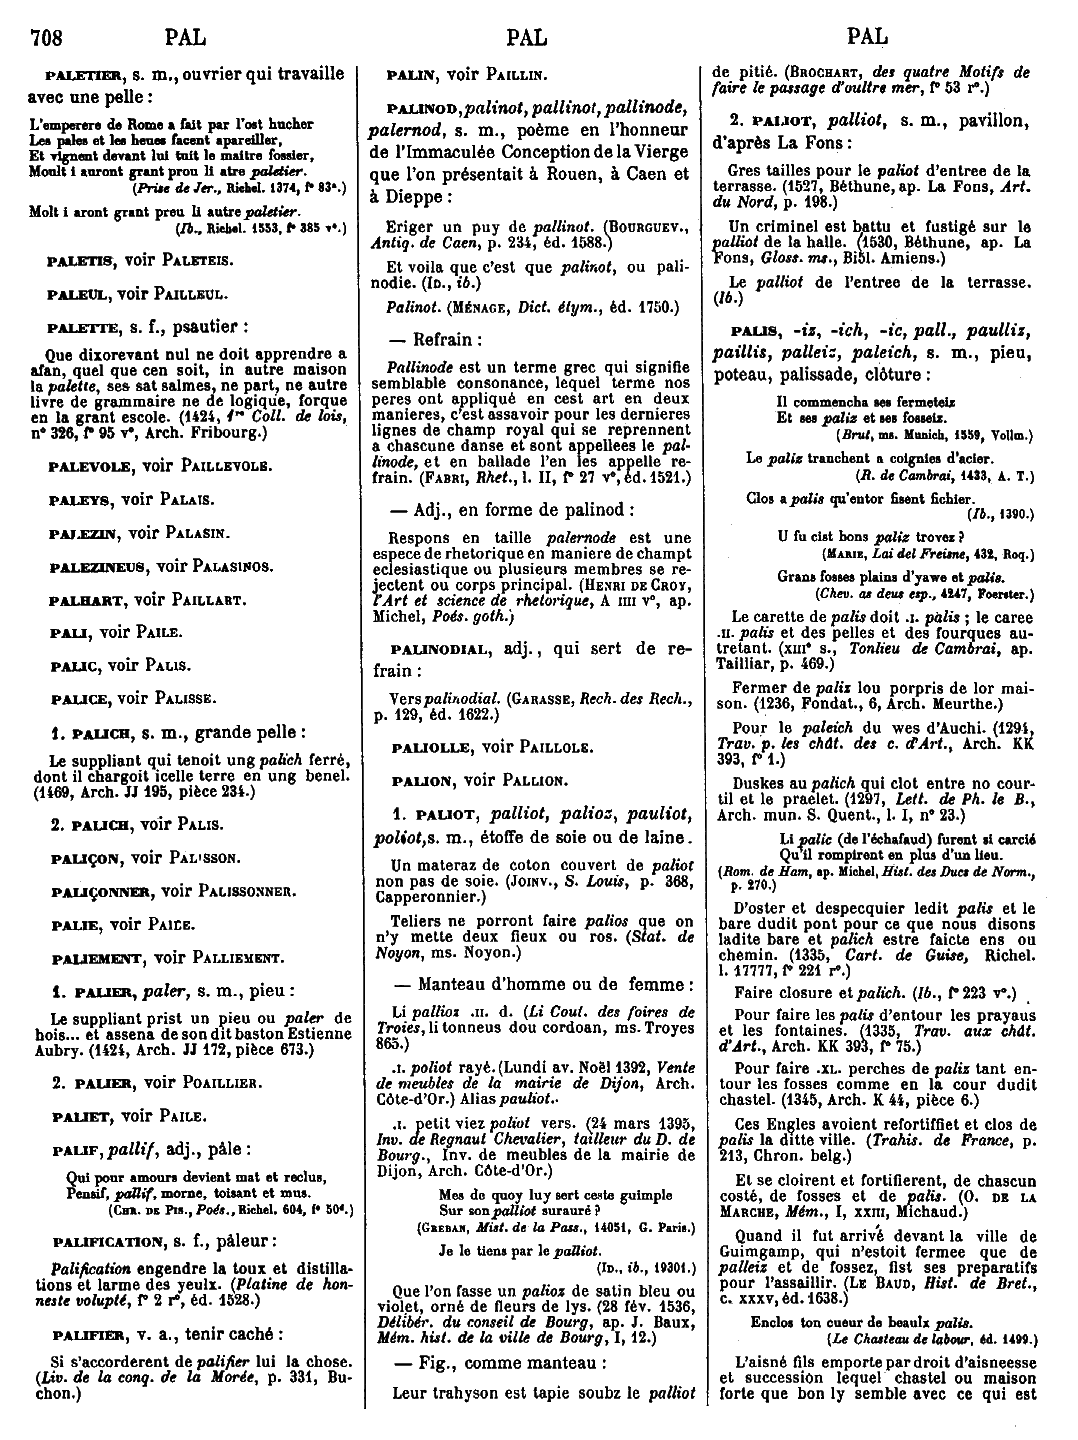 708 PAL PAL PAL
PALETIER, s. m., ouvrier qui travaille
avec une pelle :
L'emperere de Rome a fait par l'ost hucher
Les pales et les heues facent apareiller,
Et vignent devant lui tuit le maitre fossier,
Moult i auront grant prou li atre paletier.
(Prise de Jer., Richel. 1374, f° 83ª.)
Molt i aront grant preu li autre paletier.
(Ib., Richel. 1553, f° 385 v°.)
PALETIS, voir PALETEIS.
PALEUL, voir PAILLEUL.
PALETTE, s. f., psautier :
Que dixorevant nul ne doit apprendre a
afan, quel que cen soit, in autre maison
la palette, ses sat salmes, ne part, ne autre
livre de grammaire ne de logique, forque
en la grant escole. (1424, 1re Coll. de lois,
n° 326, f° 95 v°, Arch. Fribourg.)
PALEVOLE, voir PAILLEVOLE.
PALEYS, voir PALAIS.
PALEZIN, voir PALASIN.
PALEZINEUS, voir PALASINOS.
PALHART, voir PAILLART.
PALI, voir PAILE.
PALIC, voir PALIS.
PALICE, voir PALISSE.
1. PALICH, s. m., grande pelle :
Le suppliant qui tenoit ung palich ferré,
dont il chargoit icelle terre en ung benel.
(1469, Arch. JJ 195, pièce 234.)
2. PALICH, voir PALIS.
PALIÇON, voir PALISSON.
PALIÇONNER, voir PALISSONNER.
PALIE, voir PAILE.
PALIEMENT, voir PALLIEMENT.
1. PALIER, paler, s. m., pieu :
Le suppliant prist un pieu ou paler de
bois... et assena de son dit baston Estienne
Aubry. (1424, Arch. JJ 172, pièce 673.)
2. PALIER, voir POAILLIER.
PALIET, voir PAILE.
PALIF, pallif, adj., pâle :
Qui pour amours devient mat et reclus,
Pensif, pallif, morne, toisant et mus.
(CHR. DE PIS., Poés., Richel. 604, f° 50ᵈ.)
PALIFICATION, s. f., pâleur :
Palification engendre la toux et distilla-
tions et larme des yeulx. (Platine de hon-
neste volupté, f° 2 r°, éd. 1528.)
PALIFIER, v. a., tenir caché :
Si s'accorderent de palifier lui la chose.
(Liv. de la conq. de la Morée, p. 331, Bu-
chon.)
PALIN, voir PAILLIN.
PALINOD, palinot, pallinot, pallinode,
palernod, s. m., poème en l'honneur
de l'Immaculée Conception de la Vierge
que l'on présentait à Rouen, à Caen et
à Dieppe :
Eriger un puy de pallinot. (BOURGUEV.,
Antiq. de Caen, p. 234, éd. 1588.)
Et voila que c'est que palinot, ou pali-
nodie. (ID., ib.)
Palinot. (MÉNAGE, Dict. étym., éd. 1750.)
— Refrain :
Pallinode est un terme grec qui signifie
semblable consonance, lequel terme nos
peres ont appliqué en cest art en deux
manieres, c'est assavoir pour les dernieres
lignes de champ royal qui se reprennent
a chascune danse et sont appellees le pal-
linode, et en ballade l'en les appelle re-
frain. (FABRI, Rhet., l. II, f° 27 v°, éd. 1521.)
— Adj., en forme de palinod :
Respons en taille palernode est une
espece de rhetorique en maniere de champt
eclesiastique ou plusieurs membres se re-
jectent ou corps principal. (HENRI DE CROY,
l'Art et science de rhetorique, A IIII v°, ap.
Michel, Poés. goth.)
PALINODIAL, adj., qui sert de re-
frain :
Vers palinodial. (GARASSE, Rech. des Rech.,
p. 129, éd. 1622.)
PALIOLLE, voir PAILLOLE.
PALION, voir PALLION.
1. PALIOT, palliot, palioz, pauliot,
poliot, s. m., étoffe de soie ou de laine.
Un materaz de coton couvert de paliot
non pas de soie. (JOINV., S. Louis, p. 368,
Capperonnier.)
Teliers ne porront faire palios que on
n'y mette deux fieux ou ros. (Stat. de
Noyon, ms. Noyon.)
— Manteau d'homme ou de femme :
Li pallioz .II. d. (Li Cout. des foires de
Troies, li tonneus dou cordoan, ms. Troyes
865.)
.I. poliot rayé. (Lundi av. Noël 1392, Vente
de meubles de la mairie de Dijon, Arch.
Côte-d'Or.) Alias pauliot..
.I. petit viez poliot vers. (24 mars 1395,
Inv. de Regnaut Chevalier, tailleur du D. de
Bourg., Inv. de meubles de la mairie de
Dijon, Arch. Côte-d'Or.)
Mes de quoy luy sert ceste guimple
Sur son palliot surauré ?
(GREBAN, Mist. de la Pass., 14051, G. Paris.)
Je le tiens par le palliot.
(ID., ib., 19301.)
Que l'on fasse un palioz de satin bleu ou
violet, orné de fleurs de lys. (28 fév. 1536,
Délibér. du conseil de Bourg, ap. J. Baux,
Mém. hist. de la ville de Bourg, I, 12.)
— Fig., comme manteau :
Leur trahyson est tapie soubz le palliot
de pitié. (BROCHART, des quatre Motifs de
faire le passage d'oultre mer, f° 53 r°.)
2. PALIOT, palliot, s. m., pavillon,
d'après La Fons :
Gres tailles pour le paliot d'entree de la
terrasse. (1527, Béthune, ap. La Fons, Art.
du Nord, p. 198.)
Un criminel est battu et fustigé sur le
palliot de la halle. (1530, Béthune, ap. La
Fons, Gloss. ms., Bibl. Amiens.)
Le palliot de l'entree de la terrasse.
(Ib.)
PALIS, -iz, -ich, -ic, pall., paulliz,
paillis, palleiz, paleich, s. m., pieu,
poteau, palissade, clôture :
Il commencha ses fermeteiz
Et ses paliz et ses fosseiz.
(Brut, ms. Munich, 1559, Vollm.)
Le paliz tranchent a coignies d'acier.
(R. de Cambrai, 1433, A. T.)
Clos a palis qu'entor fisent fichier.
(Ib., 1390.)
U fu cist bons paliz trovez ?
(MARIE, Lai del Freisne, 432, Roq.)
Grans fosses plains d'yawe et palis.
(Chev. as deus esp., 4247, Foerster.)
Le carette de palis doit .I. palis ; le caree
.II. palis et des pelles et des fourques au-
tretant. (XIIIe s., Tonlieu de Cambrai, ap.
Tailliar, p. 469.)
Fermer de paliz lou porpris de lor mai-
son. (1236, Fondat., 6, Arch. Meurthe.)
Pour le paleich du wes d'Auchi. (1294,
Trav. p. les chât. des c. d'Art., Arch. KK
393, f° 1.)
Duskes au palich qui clot entre no cour-
til et le praelet. (1297, Lett. de Ph. le B.,
Arch. mun. S. Quent., l. I, n° 23.)
Li palic (de l'échafaud) furent si carcié
Qu'il rompirent en plus d'un lieu.
(Rom. de Ham, ap. Michel, Hist. des Ducs de Norm.,
p. 270.)
D'oster et despecquier ledit palis et le
bare dudit pont pour ce que nous disons
ladite bare et palich estre faicte ens ou
chemin. (1335, Cart. de Guise, Richel.
l. 17777, f° 221 r°.)
Faire closure et palich. (Ib., f° 223 v°.)
Pour faire les palis d'entour les prayaus
et les fontaines. (1335, Trav. aux chât.
d'Art., Arch. KK 393, f° 75.)
Pour faire .XL. perches de palis tant en-
tour les fosses comme en la cour dudit
chastel. (1345, Arch. K 44, pièce 6.)
Ces Engles avoient refortiffiet et clos de
palis la ditte ville. (Trahis. de France, p.
213, Chron. belg.)
Et se cloirent et fortifierent, de chascun
costé, de fosses et de palis. (O. DE LA
MARCHE, Mém., I, XXIII, Michaud.)
Quand il fut arrivé devant la ville de
Guimgamp, qui n'estoit fermee que de
palleiz et de fossez, fist ses preparatifs
pour l'assaillir. (LE BAUD, Hist. de Bret.,
c. XXXV, éd. 1638.)
Enclos ton cueur de beaulx palis.
(Le Chasteau de labour, éd. 1499.)
L'aisné fils emporte par droit d'aisneesse
et succession lequel chastel ou maison
forte que bon ly semble avec ce qui est